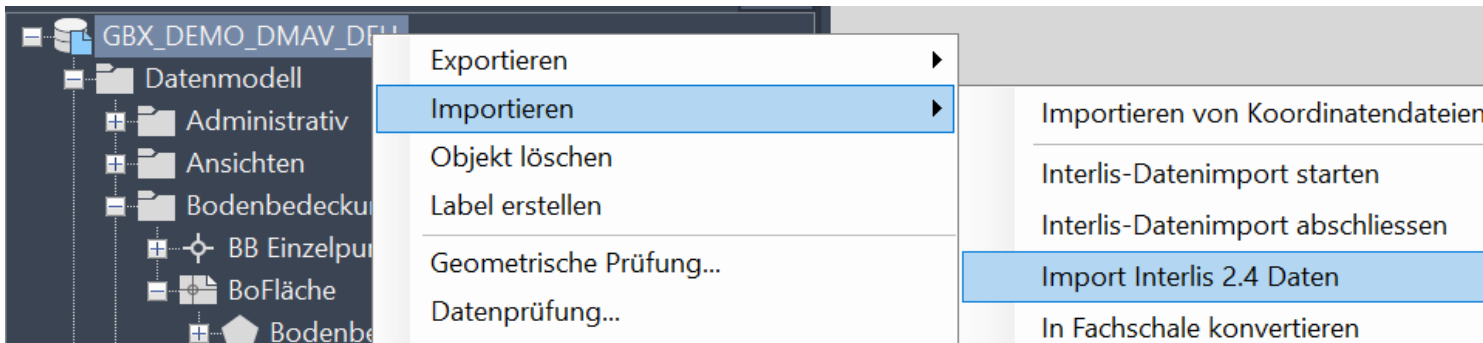 GBX_DEMO_DMAV_DEU
Datenmodell
Administrativ
Ansichten
BB
BoFläche
Exportieren
Importieren
Objekt löschen
Label erstellen
Geometrische Prüfung...
Datenprüfung...
Importieren von Koordinatendateien
Interlis-Datenimport starten
Interlis-Datenimport abschliessen
Import Interlis 2.4 Daten
In Fachschale konvertieren